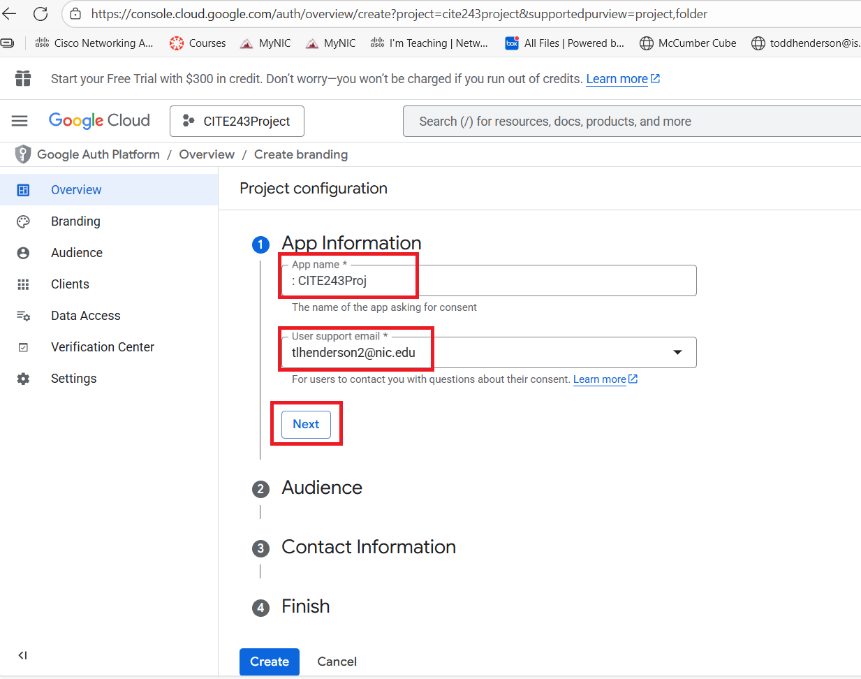 https://console.cloud.google.com/auth/overview/create?project=cite243project&supportedpurview=project,folder
Cisco Networking A... Courses MyNIC MyNIC I'm Teaching | Netw... All Files | Powered b... McCumber Cube toddhenderson@is.
Start your Free Trial with $300 in credit. Don't worry—you won't be charged if you run out of credits. Learn more
Google Cloud CITE243Project Search (/) for resources, docs, products, and more
Google Auth Platform / Overview / Create branding
Overview
Branding
Audience
Clients
Data Access
Verification Center
Settings
Project configuration
1 App Information
App name *
: CITE243Proj
The name of the app asking for consent
User support email *
tlhenderson2@nic.edu
For users to contact you with questions about their consent. Learn more
Next
2 Audience
3 Contact Information
4 Finish
Create Cancel